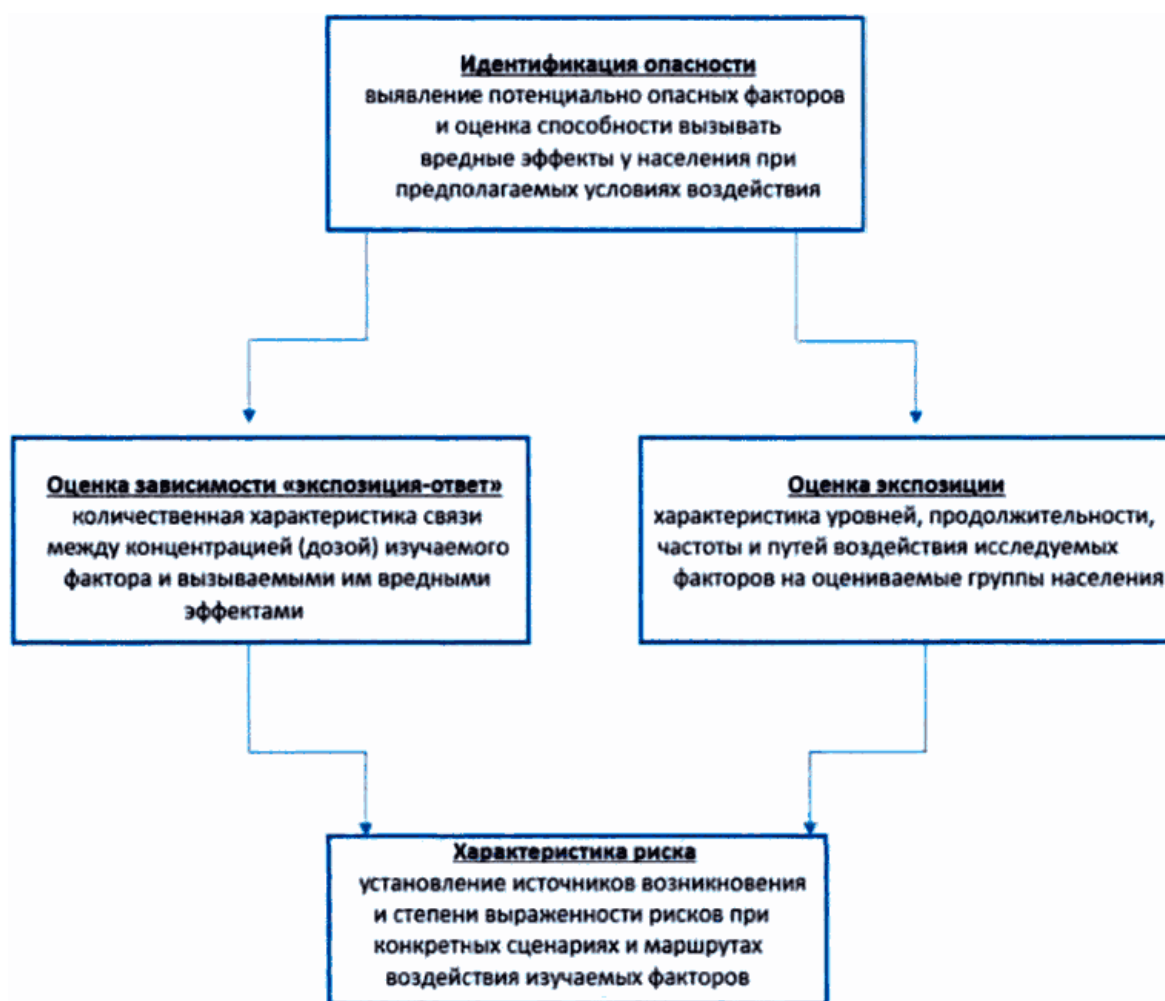 Идентификация опасности
выявление потенциально опасных факторов
и оценка способности вызывать
вредные эффекты у населения при
предполагаемых условиях воздействия
Оценка зависимости «экспозиция-ответ»
количественная характеристика связи
между концентрацией (дозой) изучаемого
фактора и вызываемыми им вредными
эффектами
Оценка экспозиции
характеристика уровней, продолжительности,
частоты и путей воздействия исследуемых
факторов на оцениваемые группы населения
Характеристика риска
установление источников возникновения
и степени выраженности рисков при
конкретных сценариях и маршрутах
воздействия изучаемых факторов